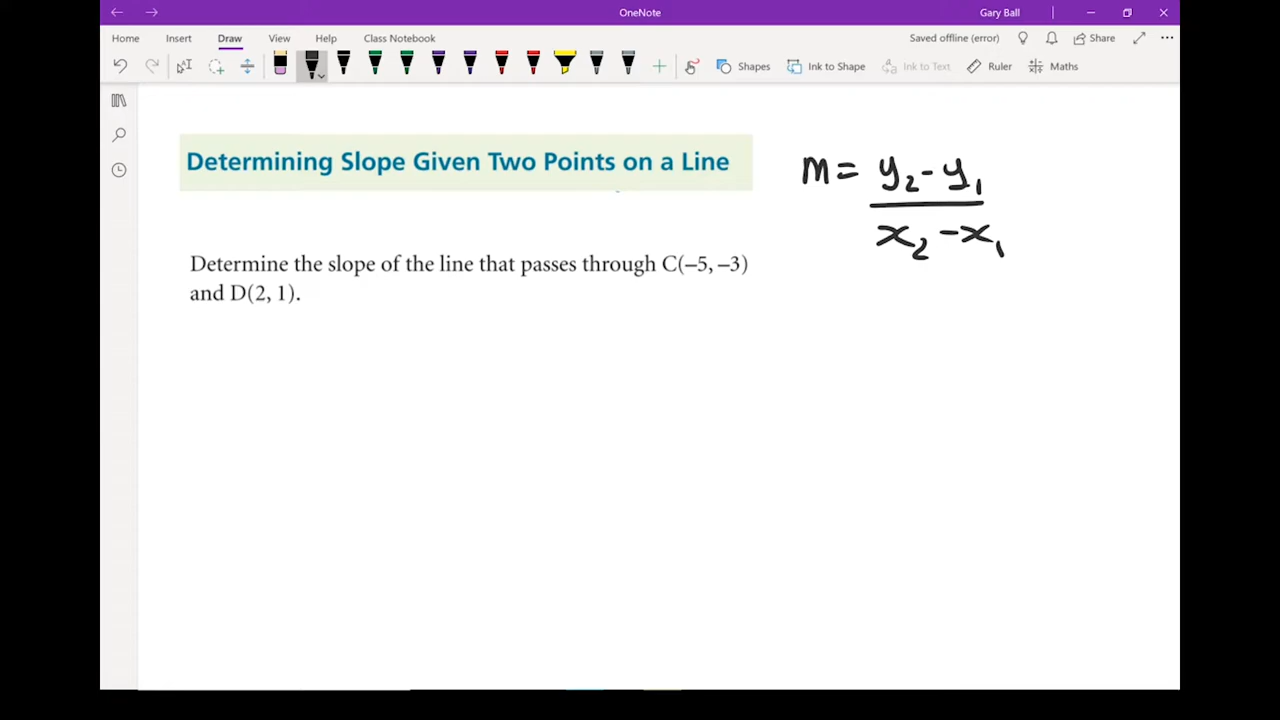 OneNote
Gary Ball
Home Insert Draw View Help Class Notebook
Saved offline (error) Share
Shapes Ink to Shape Ink to Text Ruler Maths
Determining Slope Given Two Points on a Line
m = y₂ - y₁
x₂ - x₁
Determine the slope of the line that passes through C(–5, –3)
and D(2, 1).